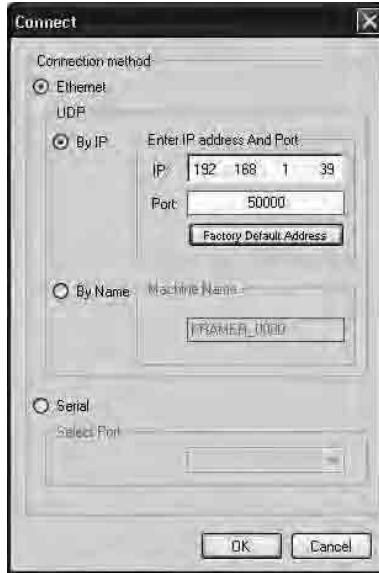 Connect
Connection method
Ethernet
UDP
By IP
Enter IP address And Port
IP: 192 168 1 39
Port: 50000
Factory Default Address
By Name
Machine Name
KRAMER_0000
Serial
Select Port
OK Cancel